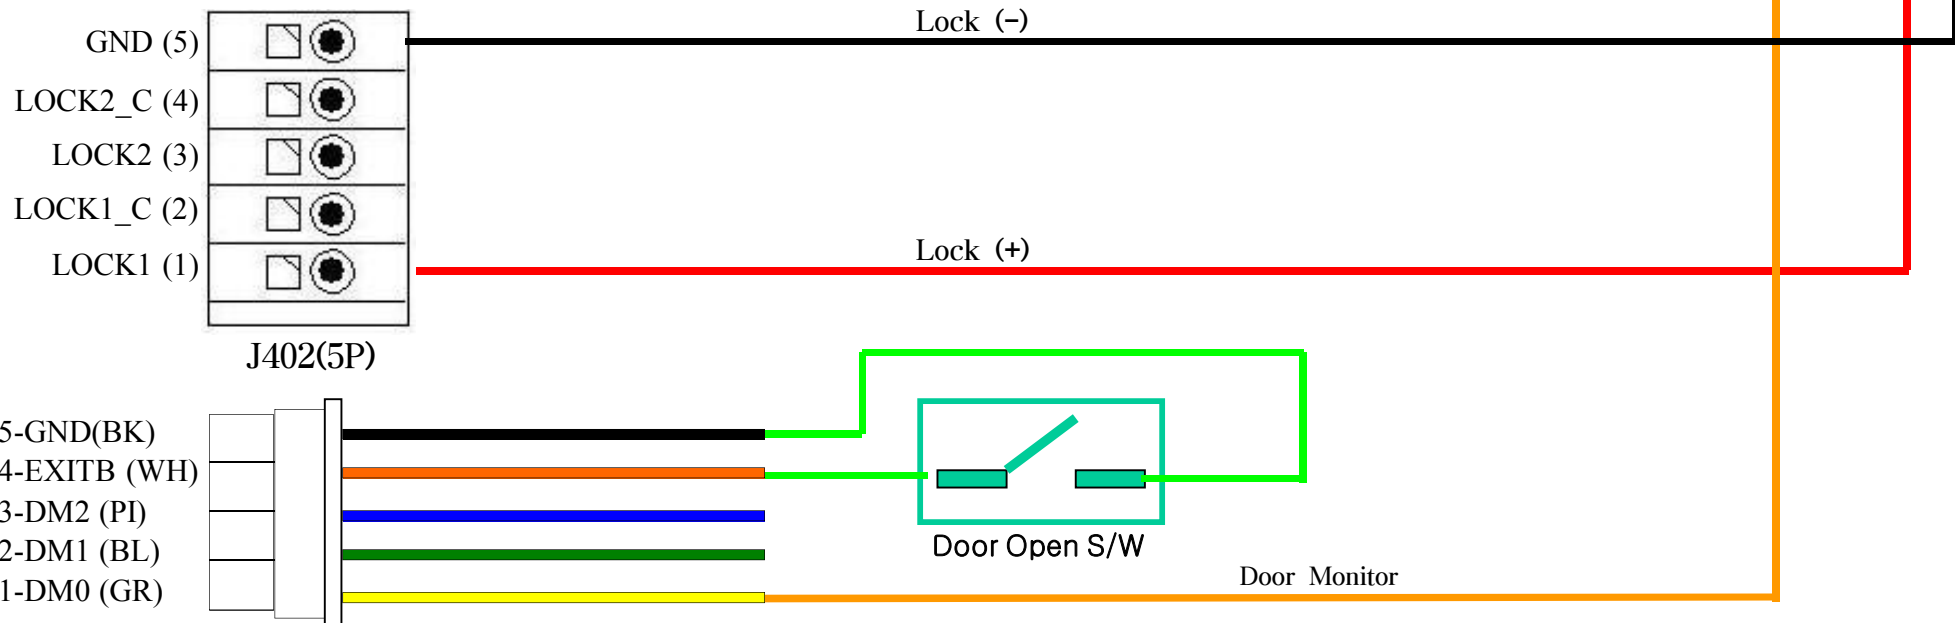 Lock (-)
GND (5)
LOCK2_C (4)
LOCK2 (3)
LOCK1_C (2)
Lock (+)
LOCK1 (1)
J402(5P)
5-GND(BK)
4-EXITB (WH)
3-DM2 (PI)
2-DM1 (BL)
1-DM0 (GR)
Door Open S/W
Door Monitor